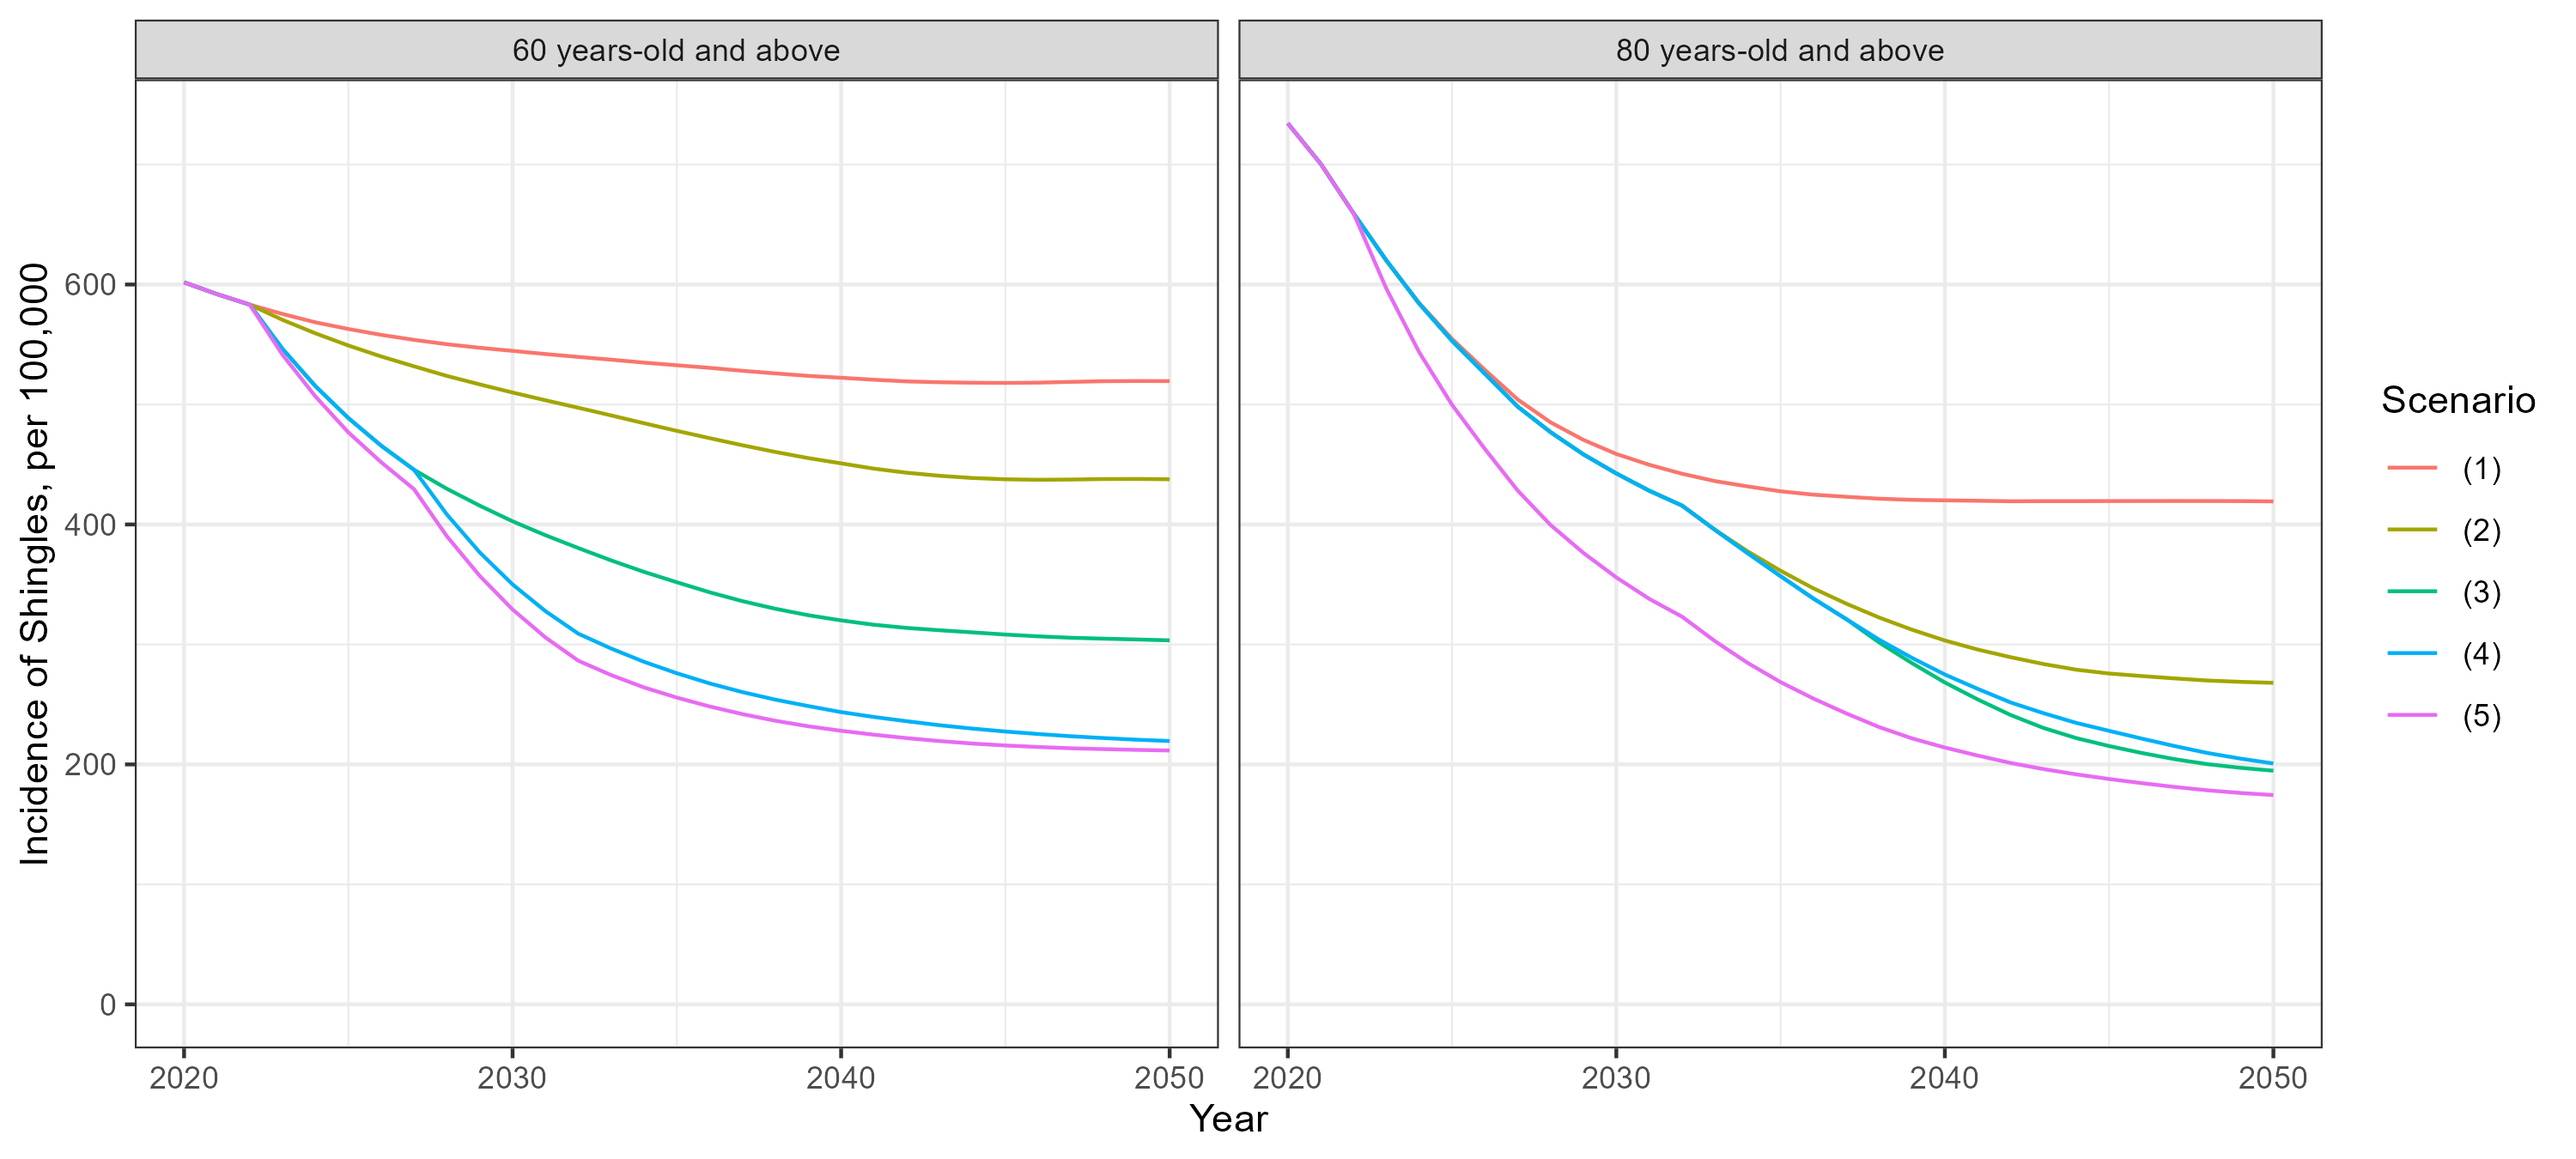 60 years-old and above
80 years-old and above
Incidence of Shingles, per 100,000
600
400
200
0
2020 2030 2040 2050
2020 2030 2040 2050
Year
Scenario
(1)
(2)
(3)
(4)
(5)